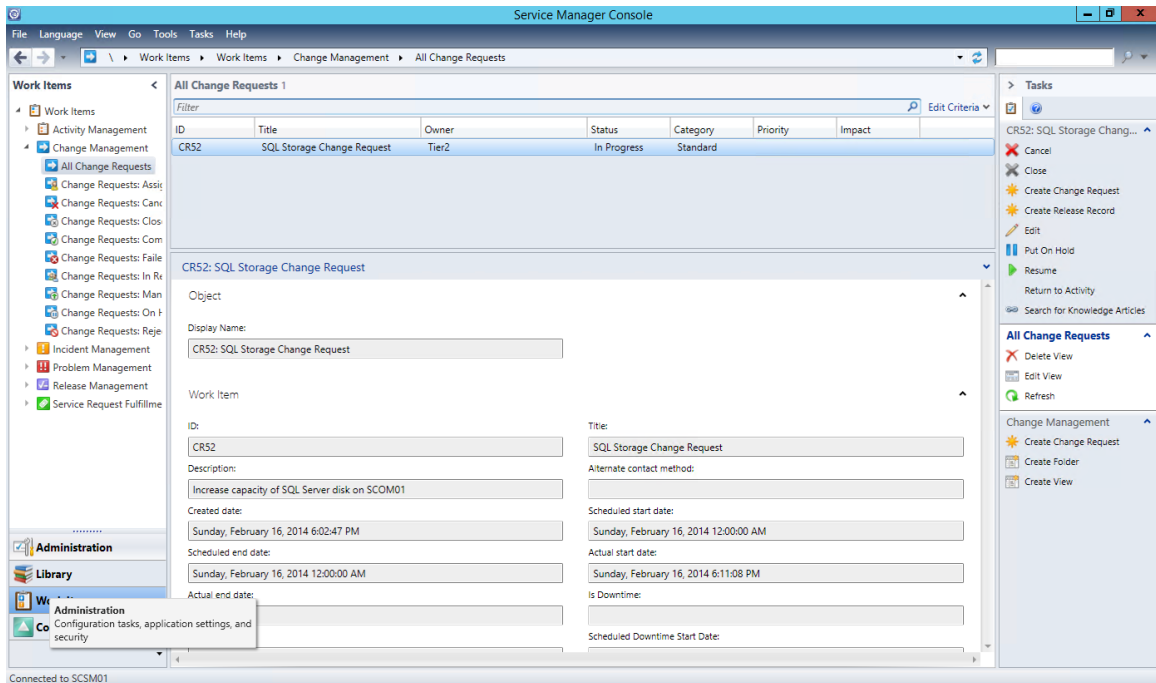 Service Manager Console
File Language View Go Tools Tasks Help
\ Work Items Work Items Change Management All Change Requests
Work Items
Work Items
Activity Management
Change Management
All Change Requests
Change Requests: Assig
Change Requests: Canc
Change Requests: Clos
Change Requests: Com
Change Requests: Faile
Change Requests: In Re
Change Requests: Man
Change Requests: On H
Change Requests: Reje
Incident Management
Problem Management
Release Management
Service Request Fulfillme
Administration
Library
Wo
Co
Administration
Configuration tasks, application settings, and
security
All Change Requests 1
Filter
Edit Criteria
ID Title Owner Status Category Priority Impact
CR52 SQL Storage Change Request Tier2 In Progress Standard
CR52: SQL Storage Change Request
Object
Display Name:
CR52: SQL Storage Change Request
Work Item
ID: Title:
CR52 SQL Storage Change Request
Description: Alternate contact method:
Increase capacity of SQL Server disk on SCOM01
Created date: Scheduled start date:
Sunday, February 16, 2014 6:02:47 PM Sunday, February 16, 2014 12:00:00 AM
Scheduled end date: Actual start date:
Sunday, February 16, 2014 12:00:00 AM Sunday, February 16, 2014 6:11:08 PM
Actual end date: Is Downtime:
Scheduled Downtime Start Date:
Tasks
CR52: SQL Storage Chang...
Cancel
Close
Create Change Request
Create Release Record
Edit
Put On Hold
Resume
Return to Activity
Search for Knowledge Articles
All Change Requests
Delete View
Edit View
Refresh
Change Management
Create Change Request
Create Folder
Create View
Connected to SCSM01